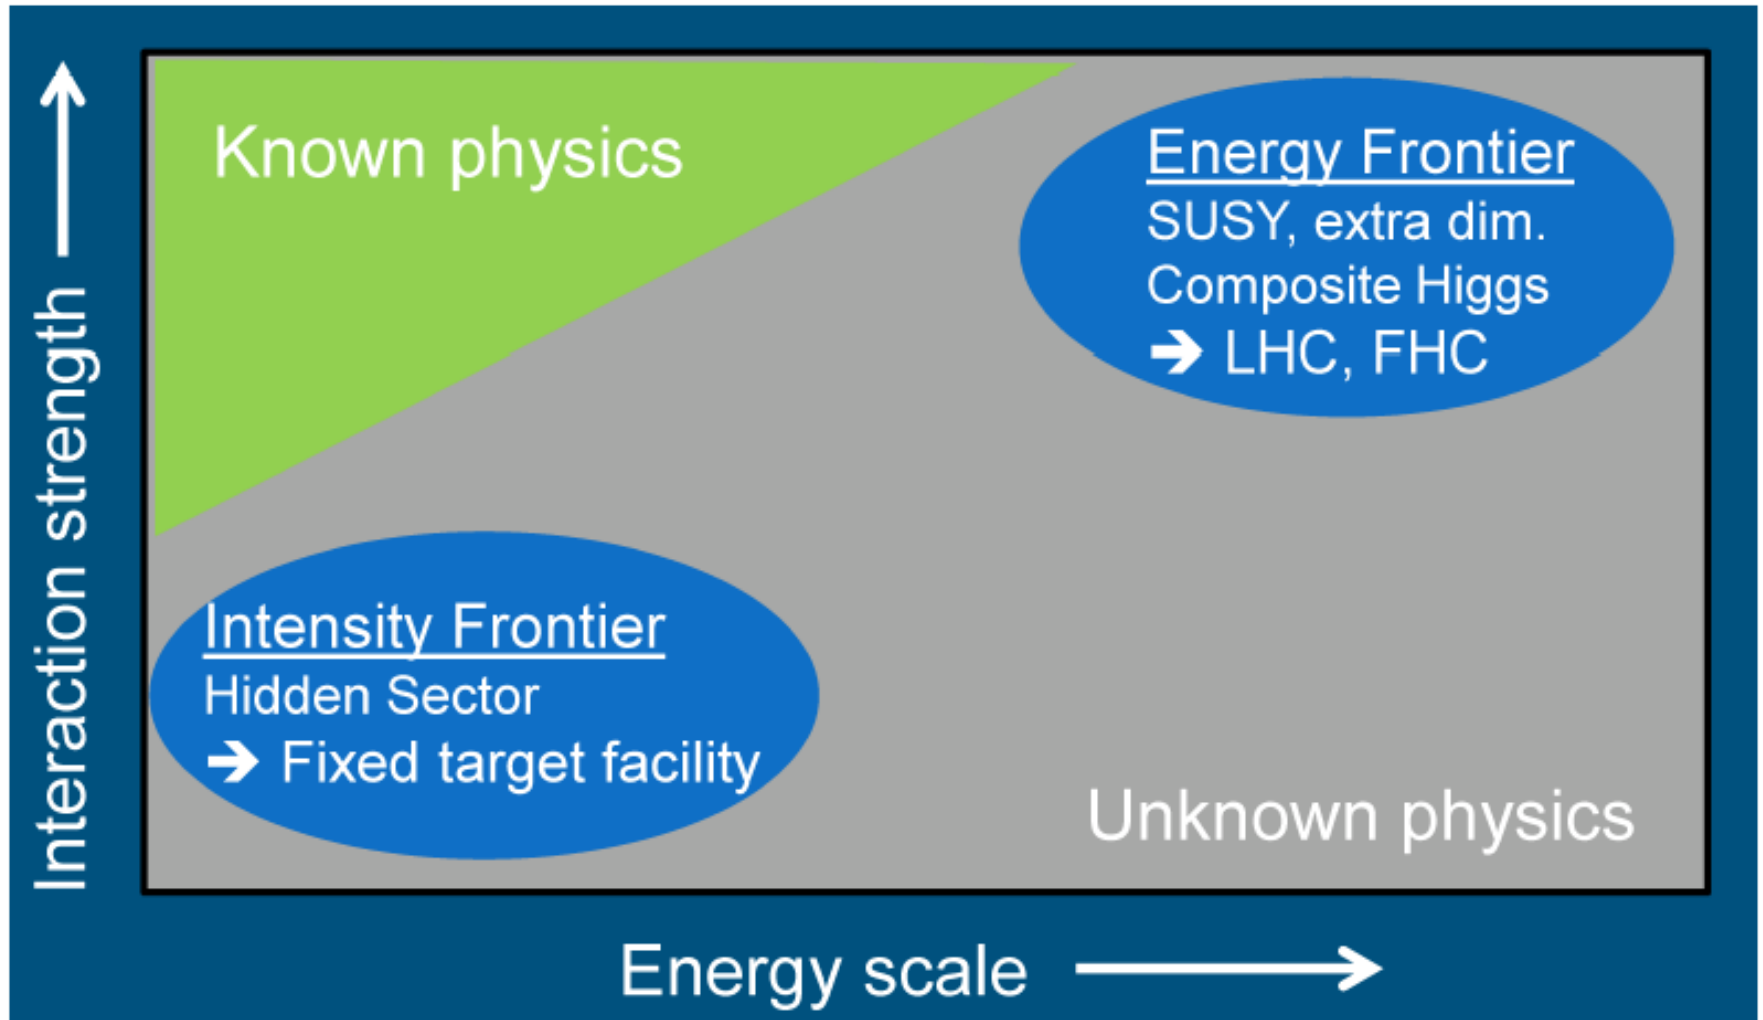 Interaction strength
Known physics
Energy Frontier
SUSY, extra dim.
Composite Higgs
➔ LHC, FHC
Intensity Frontier
Hidden Sector
➔ Fixed target facility
Unknown physics
Energy scale